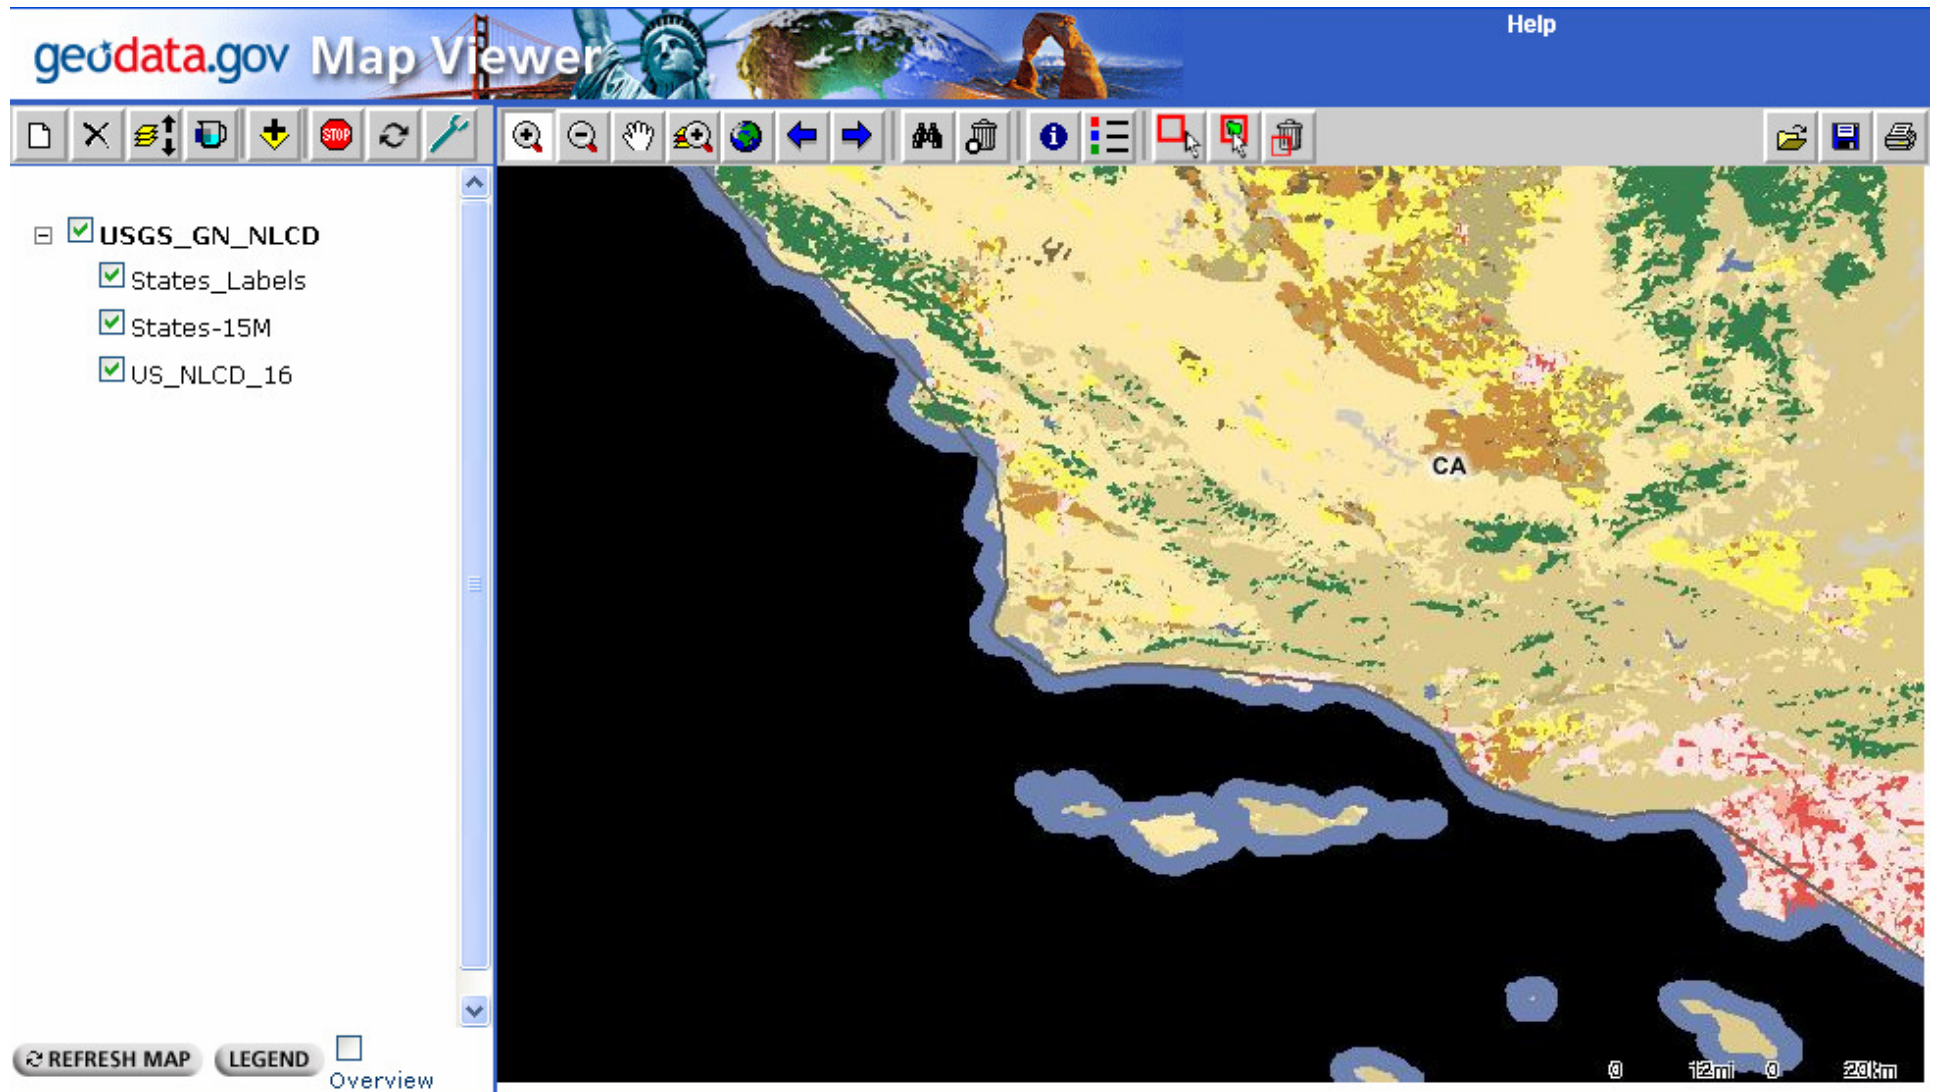 geodata.gov Map Viewer
Help
STOP
USGS_GN_NLCD
States_Labels
States-15M
US_NLCD_16
CA
0 12mi 0 20km
REFRESH MAP LEGEND
Overview